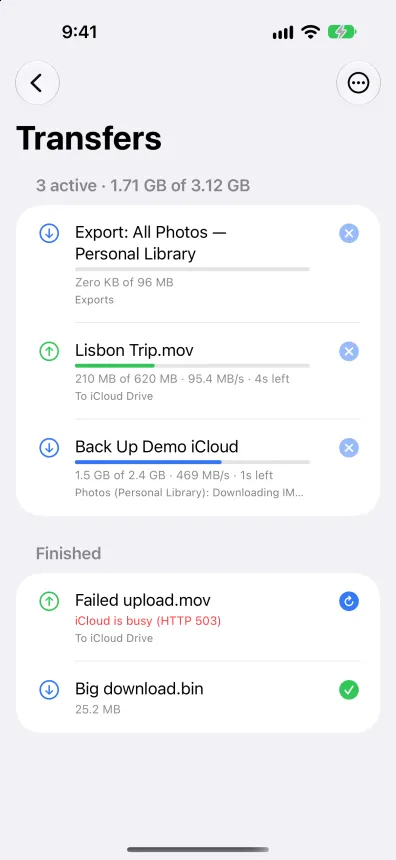 9:41
Transfers
3 active · 1.71 GB of 3.12 GB
Export: All Photos —
Personal Library
Zero KB of 96 MB
Exports
Lisbon Trip.mov
210 MB of 620 MB · 95.4 MB/s · 4s left
To iCloud Drive
Back Up Demo iCloud
1.5 GB of 2.4 GB · 469 MB/s · 1s left
Photos (Personal Library): Downloading IM...
Finished
Failed upload.mov
iCloud is busy (HTTP 503)
To iCloud Drive
Big download.bin
25.2 MB